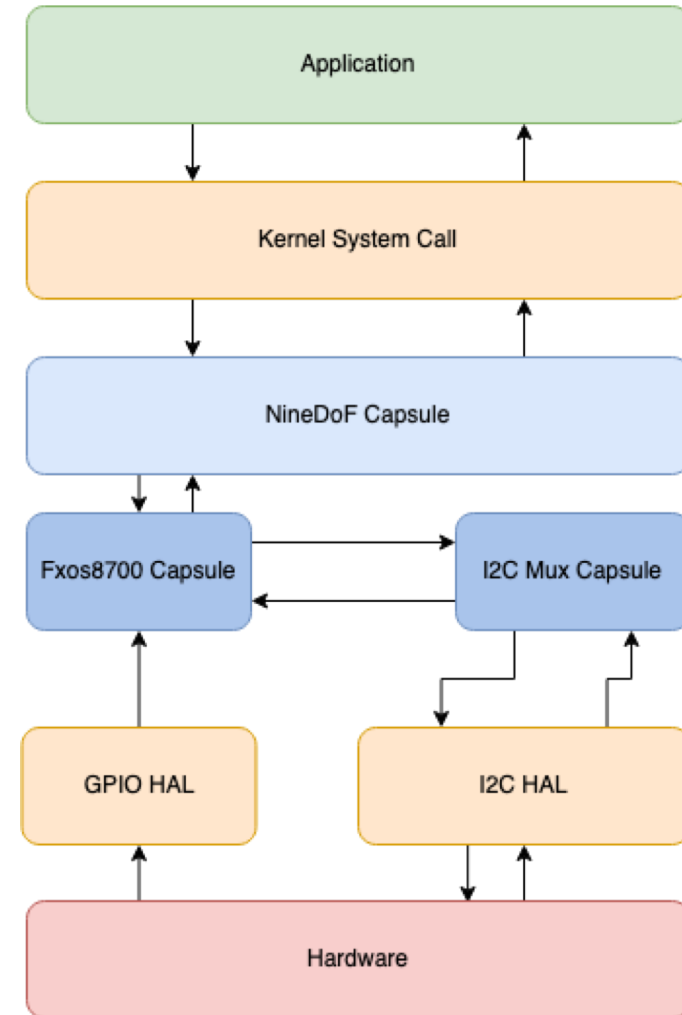 Application
Kernel System Call
NineDoF Capsule
Fxos8700 Capsule
I2C Mux Capsule
GPIO HAL
I2C HAL
Hardware